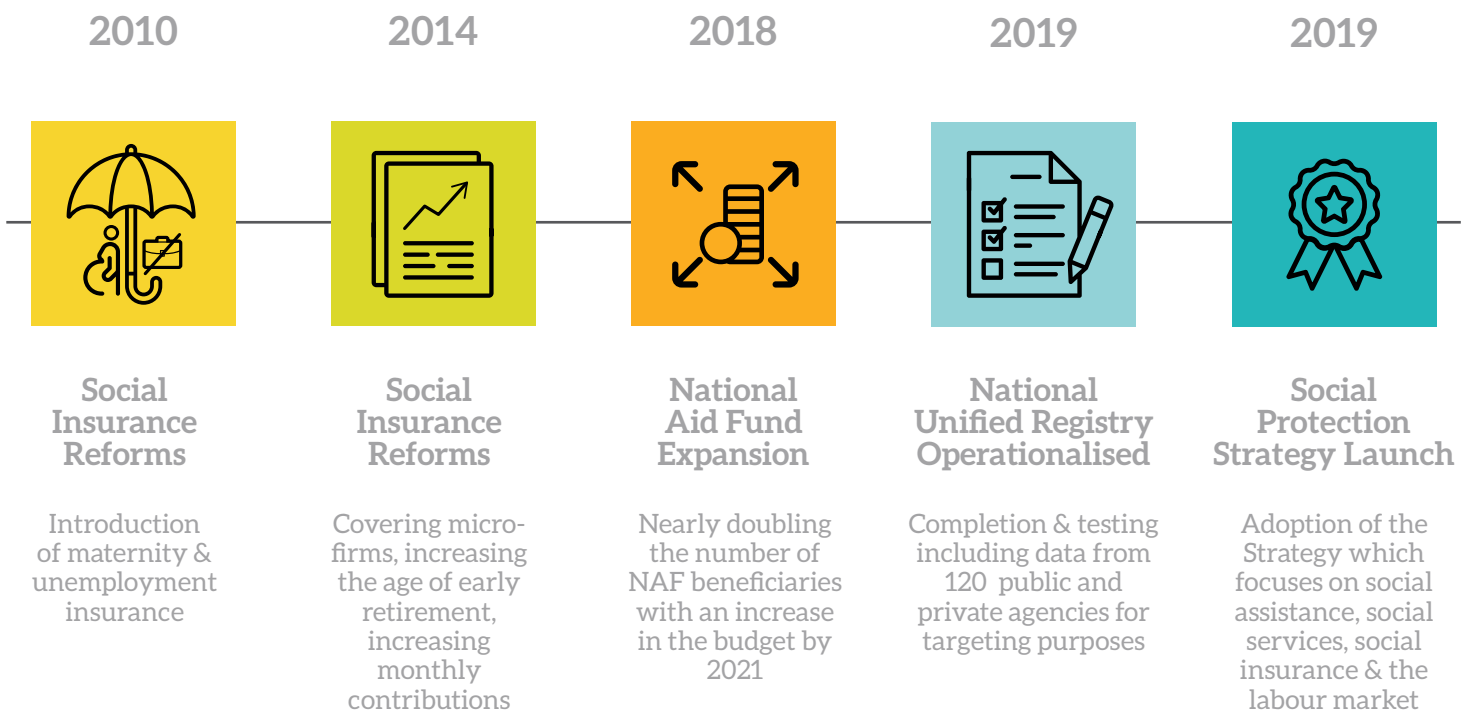 2010
2014
2018
2019
2019
Social
Insurance
Reforms
Social
Insurance
Reforms
National
Aid Fund
Expansion
National
Unified Registry
Operationalised
Social
Protection
Strategy Launch
Introduction
of maternity &
unemployment
insurance
Covering micro-
firms, increasing
the age of early
retirement,
increasing
monthly
contributions
Nearly doubling
the number of
NAF beneficiaries
with an increase
in the budget by
2021
Completion & testing
including data from
120 public and
private agencies for
targeting purposes
Adoption of the
Strategy which
focuses on social
assistance, social
services, social
insurance & the
labour market